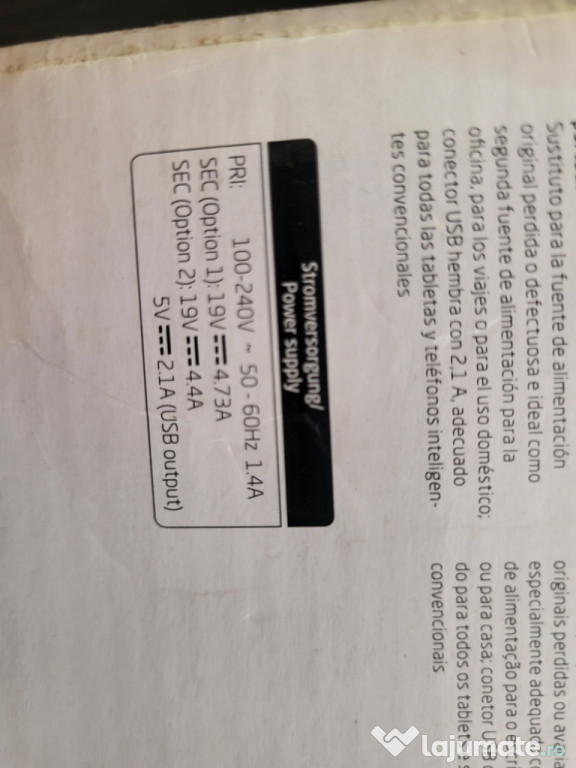 Sustituto para la fuente de alimentación
original perdida o defectuosa e ideal como
segunda fuente de alimentación para la
oficina, para los viajes o para el uso doméstico;
conector USB hembra con 2,1 A, adecuado
para todas las tabletas y teléfonos inteligen-
tes convencionales
originais perdidas ou
especialmente
de alimentação para o
ou para casa; conetor
do para todos os
convencionais
Stromversorgung/
Power supply
PRI: 100-240V ~ 50 - 60Hz 1.4A
SEC (Option 1): 19V ⎓ 4.73A
SEC (Option 2): 19V ⎓ 4.4A
5V ⎓ 2.1A (USB output)
lajumate.ro